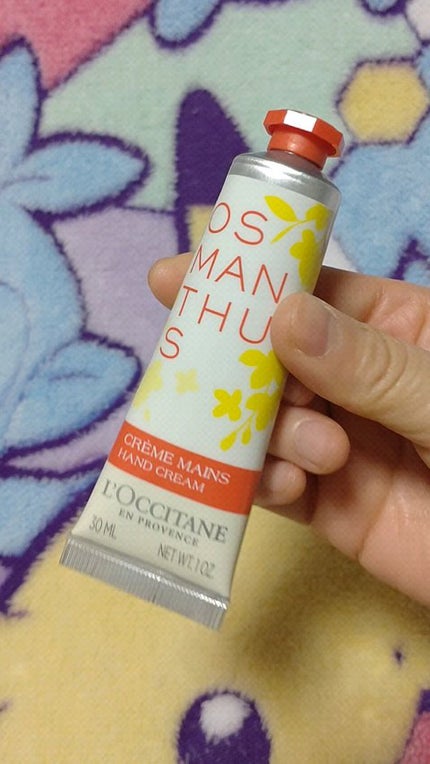 OS
MAN
THU
S
CRÈME MAINS
HAND CREAM
L'OCCITANE
EN PROVENCE
30 ML NET WT. 1 OZ